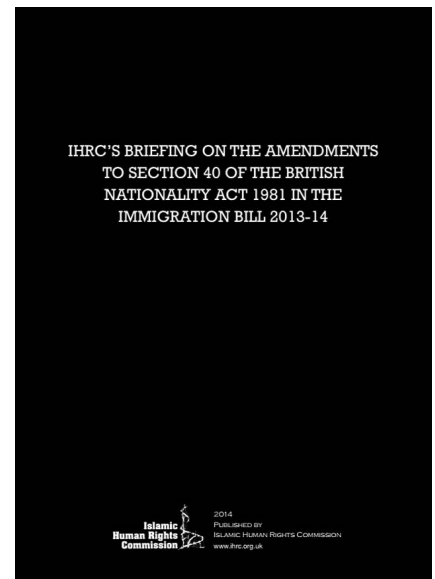 IHRC'S BRIEFING ON THE AMENDMENTS
TO SECTION 40 OF THE BRITISH
NATIONALITY ACT 1981 IN THE
IMMIGRATION BILL 2013-14
Islamic
Human Rights
Commission
2014
PUBLISHED BY
ISLAMIC HUMAN RIGHTS COMMISSION
www.ihrc.org.uk